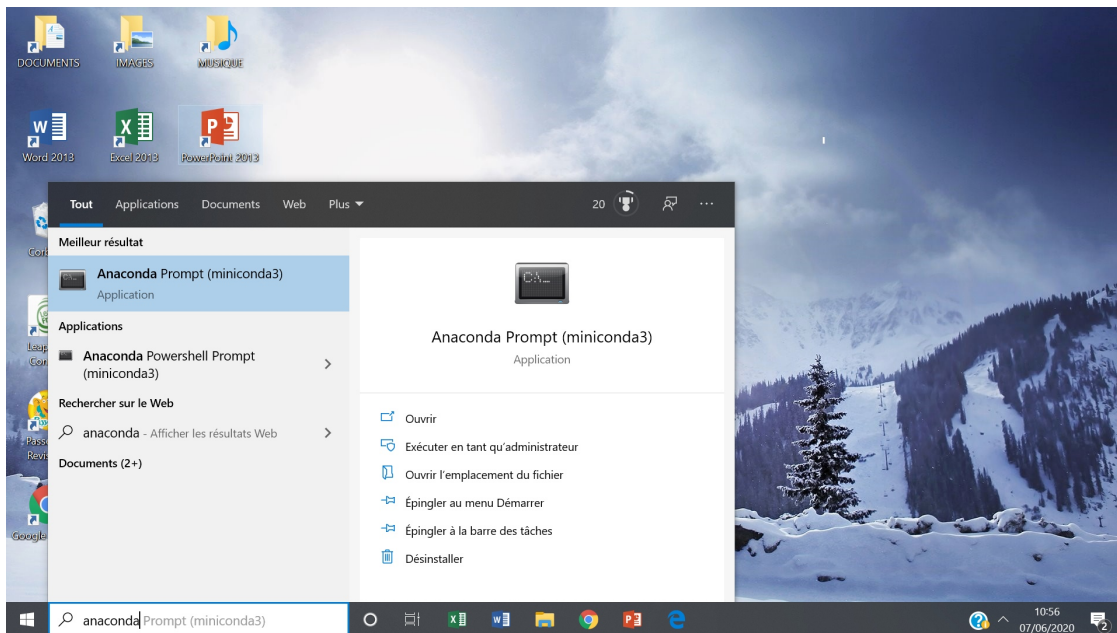 DOCUMENTS
IMAGES
MUSIQUE
Word 2013
Excel 2013
PowerPoint 2013
Tout Applications Documents Web Plus
20
Meilleur résultat
Anaconda Prompt (miniconda3)
Application
Applications
Anaconda Powershell Prompt
(miniconda3)
Rechercher sur le Web
anaconda - Afficher les résultats Web
Documents (2+)
Anaconda Prompt (miniconda3)
Application
Ouvrir
Exécuter en tant qu'administrateur
Ouvrir l'emplacement du fichier
Épingler au menu Démarrer
Épingler à la barre des tâches
Désinstaller
Google
anaconda Prompt (miniconda3)
10:56
07/06/2020
2